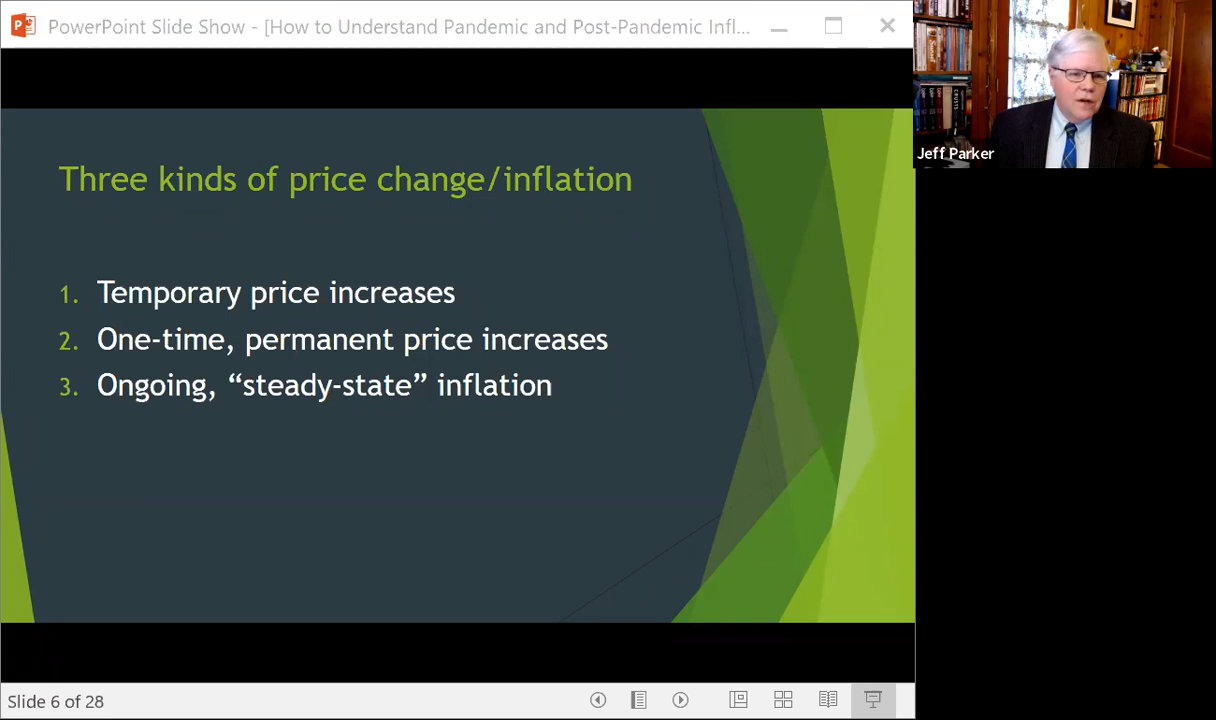 PowerPoint Slide Show - [How to Understand Pandemic and Post-Pandemic Infl...
Jeff Parker
Three kinds of price change/inflation
1. Temporary price increases
2. One-time, permanent price increases
3. Ongoing, “steady-state” inflation
Slide 6 of 28